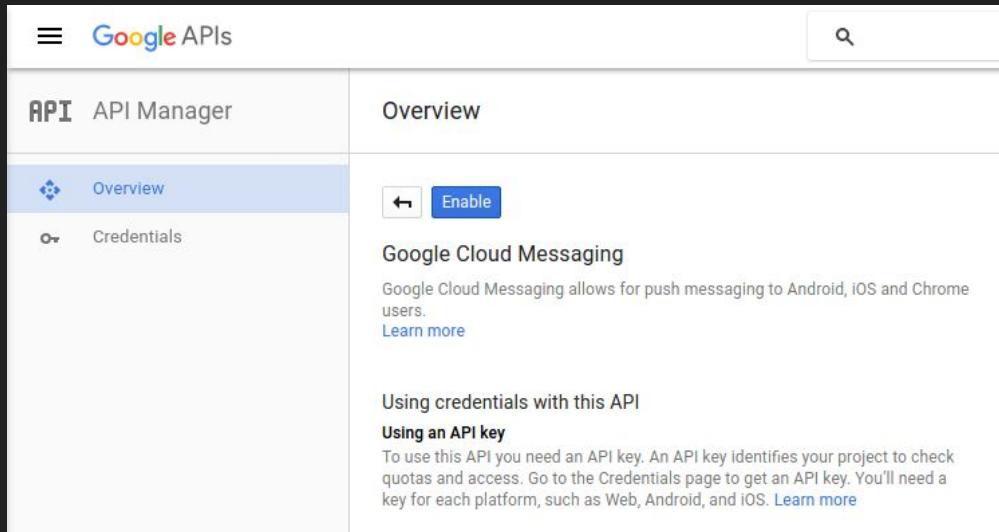 Google APIs
API API Manager
Overview
Overview
Credentials
Enable
Google Cloud Messaging
Google Cloud Messaging allows for push messaging to Android, iOS and Chrome
users.
Learn more
Using credentials with this API
Using an API key
To use this API you need an API key. An API key identifies your project to check
quotas and access. Go to the Credentials page to get an API key. You'll need a
key for each platform, such as Web, Android, and iOS. Learn more